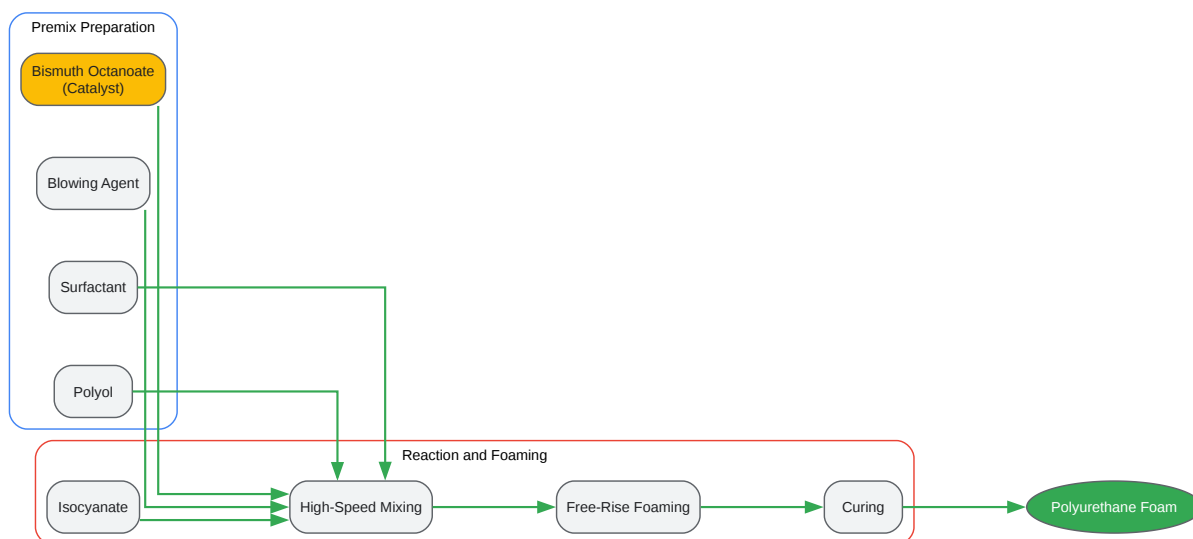 Premix Preparation
Bismuth Octanoate
(Catalyst)
Blowing Agent
Surfactant
Polyol
Reaction and Foaming
Isocyanate
High-Speed Mixing
Free-Rise Foaming
Curing
Polyurethane Foam